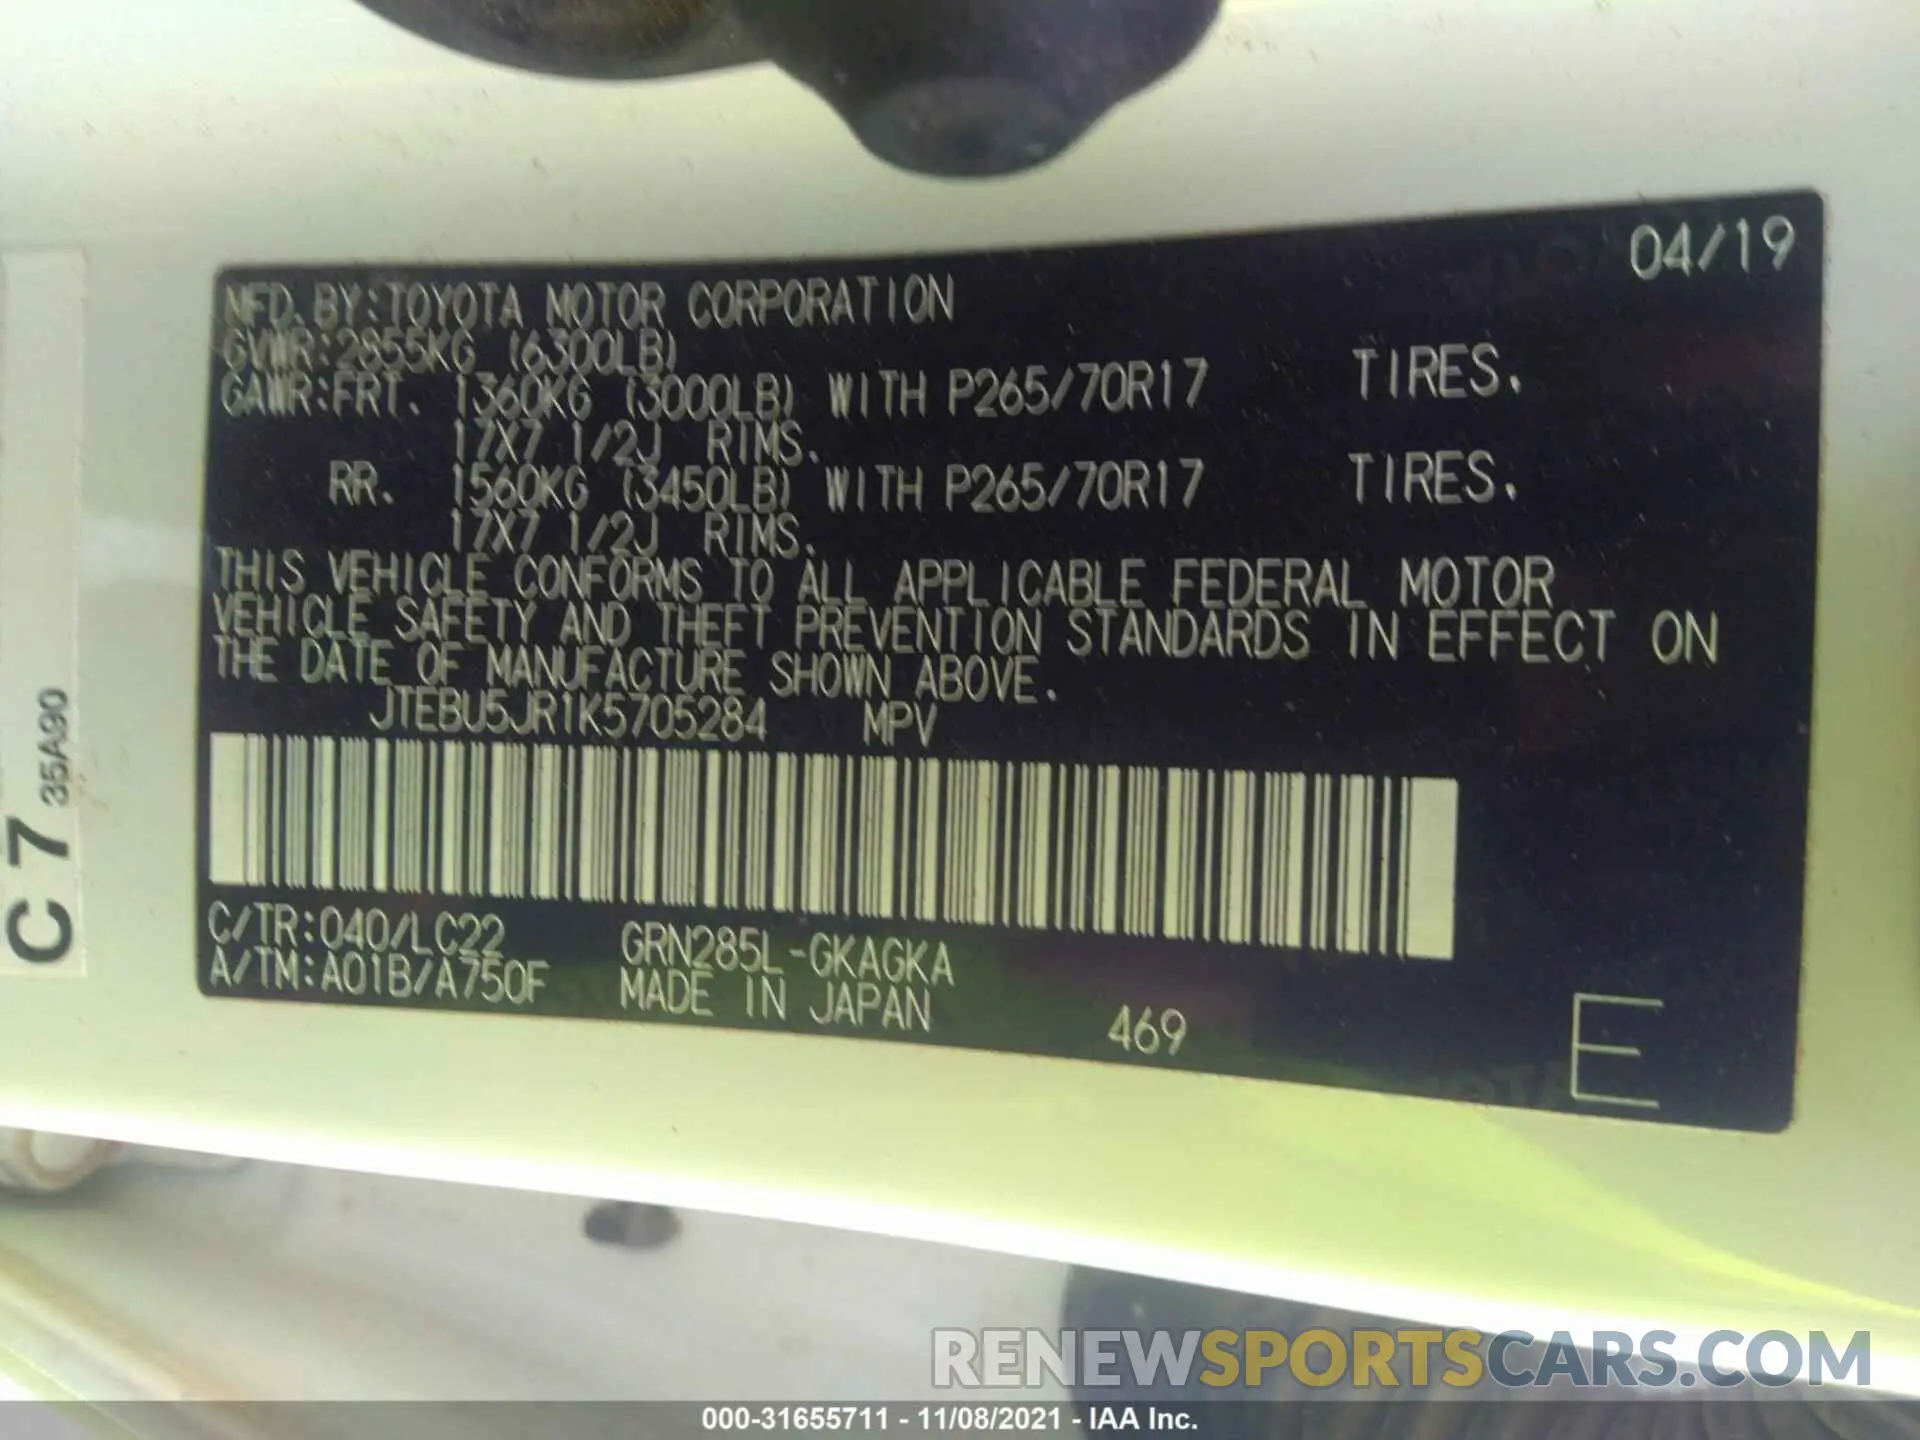 04/19
MFD. BY: TOYOTA MOTOR CORPORATION
GVWR: 2855KG (6300LB)
GAWR: FRT. 1360KG (3000LB) WITH P265/70R17 TIRES.
17X7 1/2J RIMS.
RR. 1560KG (3450LB) WITH P265/70R17 TIRES.
17X7 1/2J RIMS.
THIS VEHICLE CONFORMS TO ALL APPLICABLE FEDERAL MOTOR
VEHICLE SAFETY AND THEFT PREVENTION STANDARDS IN EFFECT ON
THE DATE OF MANUFACTURE SHOWN ABOVE.
JTEBU5JR1K5705284 MPV
C/TR: 040/LC22 GRN285L-GKAGKA
A/TM: A01B/A750F MADE IN JAPAN 469
E
C 7 35A90
RENEWSPORTSCARS.COM
000-31655711 - 11/08/2021 - IAA Inc.